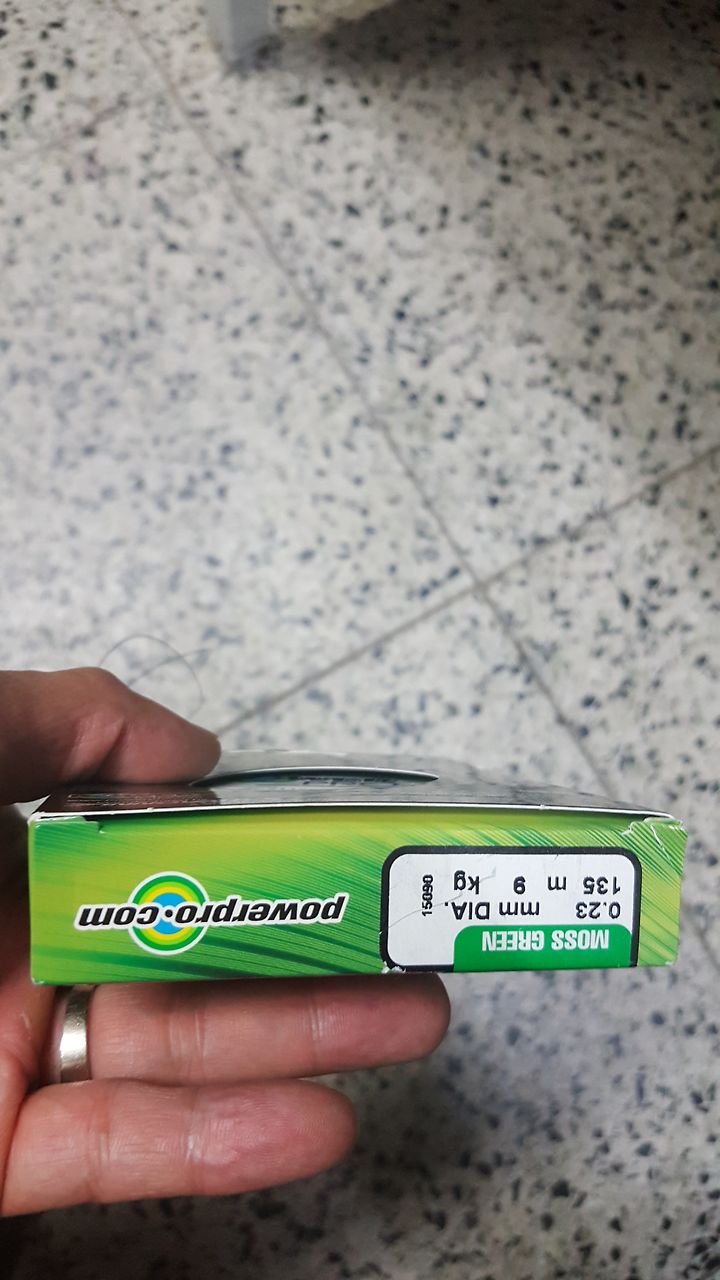 MOSS GREEN
0.23 mm DIA.
135 m 9 kg
15090
powerpro.com